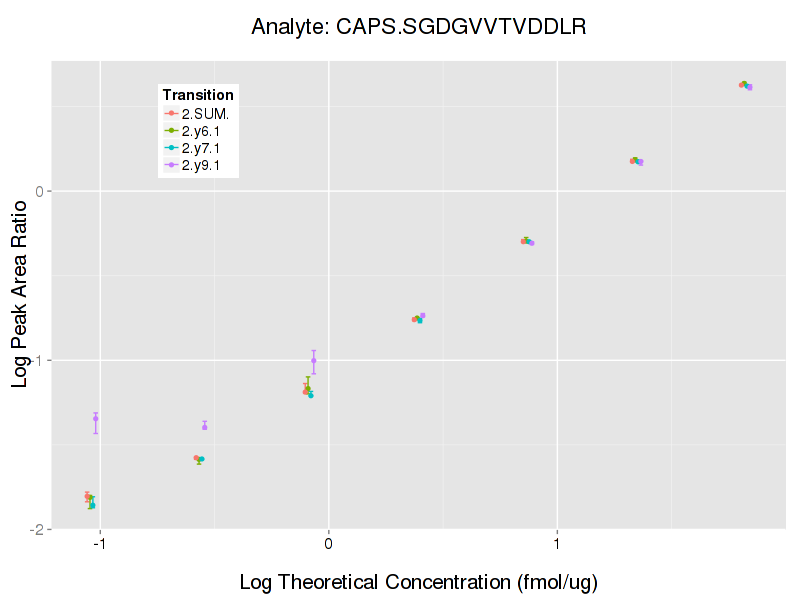 Analyte: CAPS.SGDGVVTVDDLR
Transition
2.SUM.
2.y6.1
2.y7.1
2.y9.1
Log Peak Area Ratio
0
-1
-2
-1
0
1
Log Theoretical Concentration (fmol/ug)